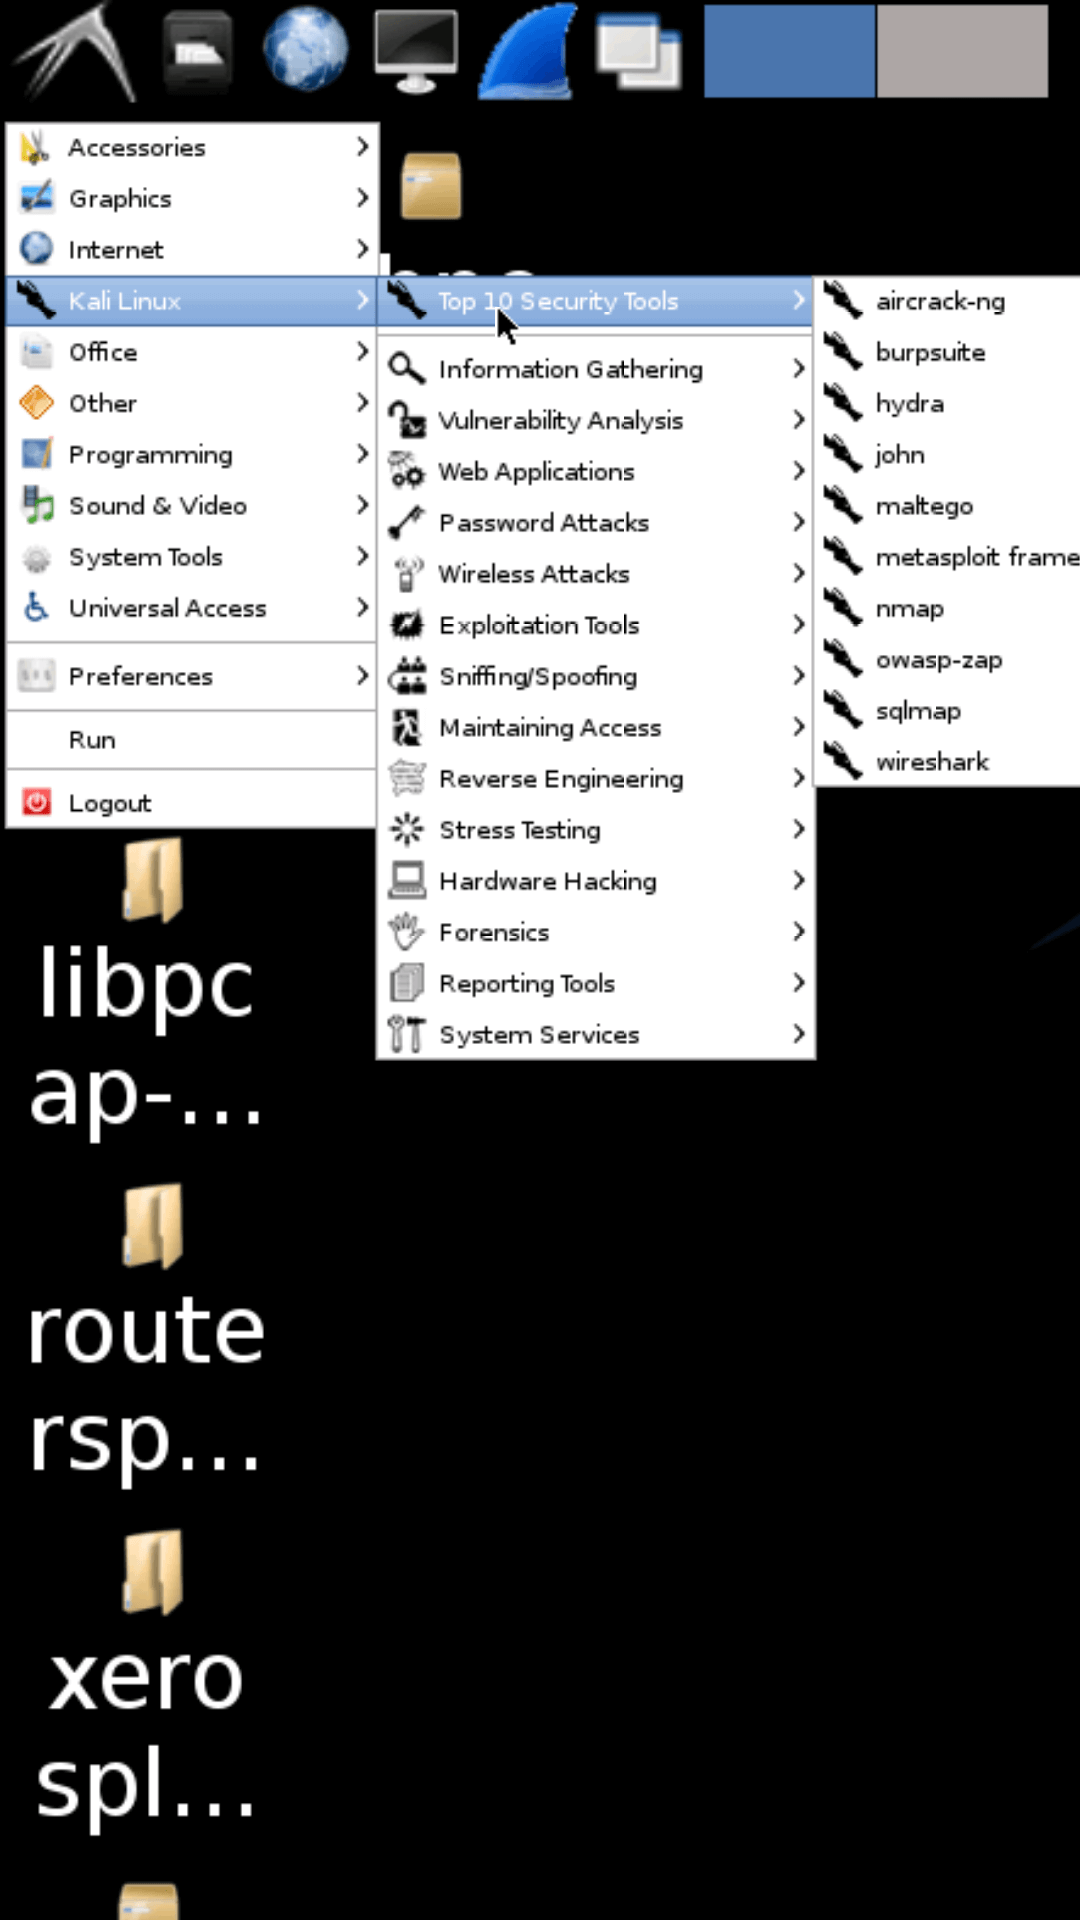 Accessories
Graphics
Internet
Kali Linux
Office
Other
Programming
Sound & Video
System Tools
Universal Access
Preferences
Run
Logout
Top 10 Security Tools
Information Gathering
Vulnerability Analysis
Web Applications
Password Attacks
Wireless Attacks
Exploitation Tools
Sniffing/Spoofing
Maintaining Access
Reverse Engineering
Stress Testing
Hardware Hacking
Forensics
Reporting Tools
System Services
aircrack-ng
burpsuite
hydra
john
maltego
metasploit frame
nmap
owasp-zap
sqlmap
wireshark
libpc
ap-...
route
rsp...
xero
spl...